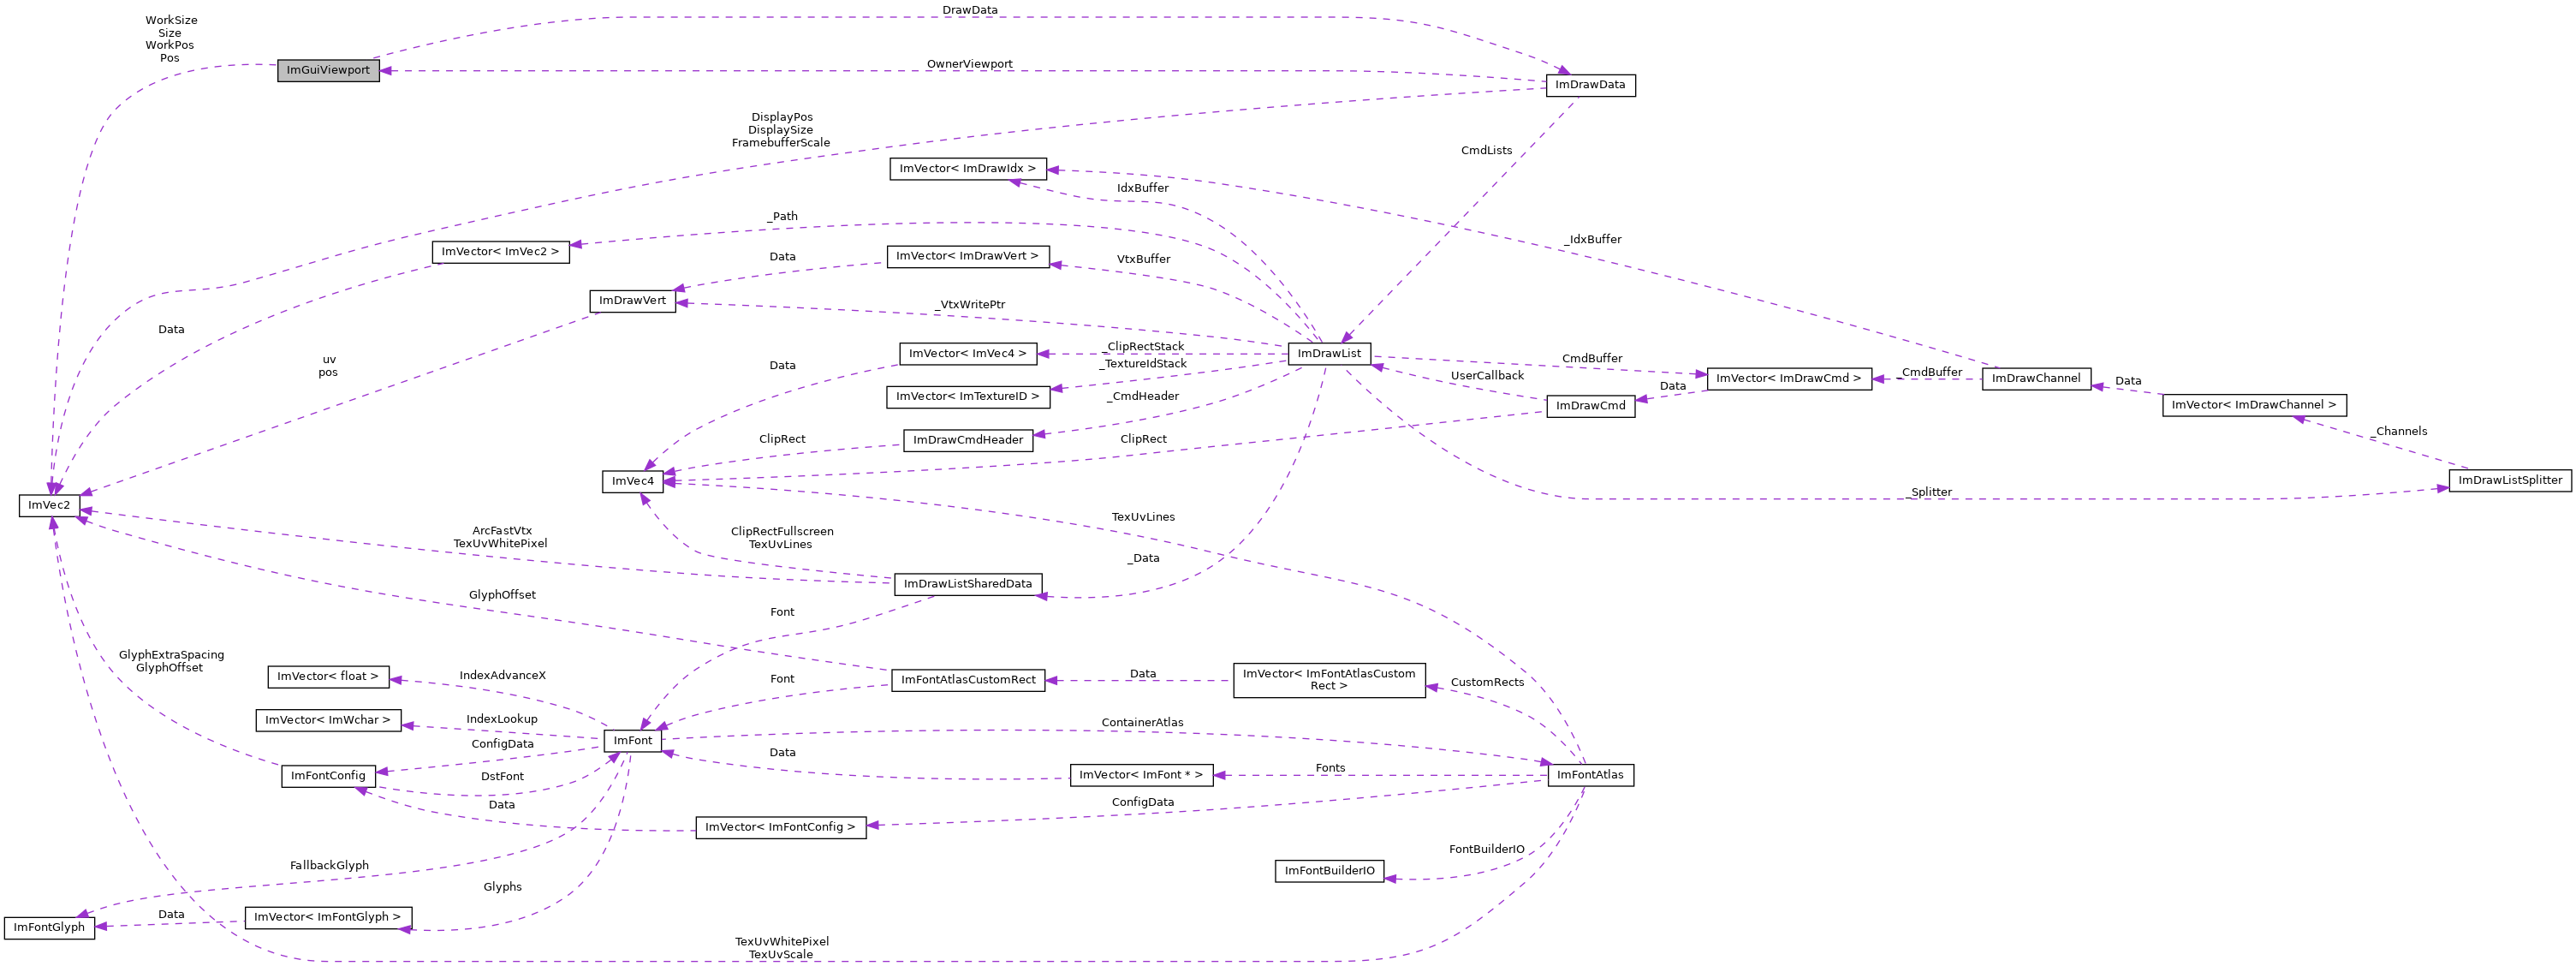 DrawData
WorkSize
Size
WorkPos
Pos
ImGuiViewport
OwnerViewport
ImDrawData
DisplayPos
DisplaySize
FramebufferScale
CmdLists
ImVector< ImDrawIdx >
IdxBuffer
_Path
_IdxBuffer
ImVector< ImVec2 >
Data
ImVector< ImDrawVert >
VtxBuffer
ImDrawVert
_VtxWritePtr
Data
uv
pos
ImVector< ImVec4 >
_ClipRectStack
ImDrawList
CmdBuffer
Data
_TextureIdStack
UserCallback
ImVector< ImDrawCmd >
_CmdBuffer
ImDrawChannel
Data
Data
ImVector< ImTextureID >
_CmdHeader
ImDrawCmd
ImVector< ImDrawChannel >
ClipRect
ImDrawCmdHeader
ClipRect
_Channels
ImVec4
ImDrawListSplitter
_Splitter
ImVec2
TexUvLines
ArcFastVtx
TexUvWhitePixel
ClipRectFullscreen
TexUvLines
_Data
ImDrawListSharedData
GlyphOffset
Font
GlyphExtraSpacing
GlyphOffset
ImVector< float >
IndexAdvanceX
Font
ImFontAtlasCustomRect
Data
ImVector< ImFontAtlasCustom
Rect >
CustomRects
ImVector< ImWchar >
IndexLookup
ContainerAtlas
ImFont
ConfigData
Data
ImFontConfig
DstFont
ImVector< ImFont * >
Fonts
ImFontAtlas
Data
ConfigData
ImVector< ImFontConfig >
FallbackGlyph
FontBuilderIO
ImFontBuilderIO
Glyphs
ImFontGlyph
Data
ImVector< ImFontGlyph >
TexUvWhitePixel
TexUvScale